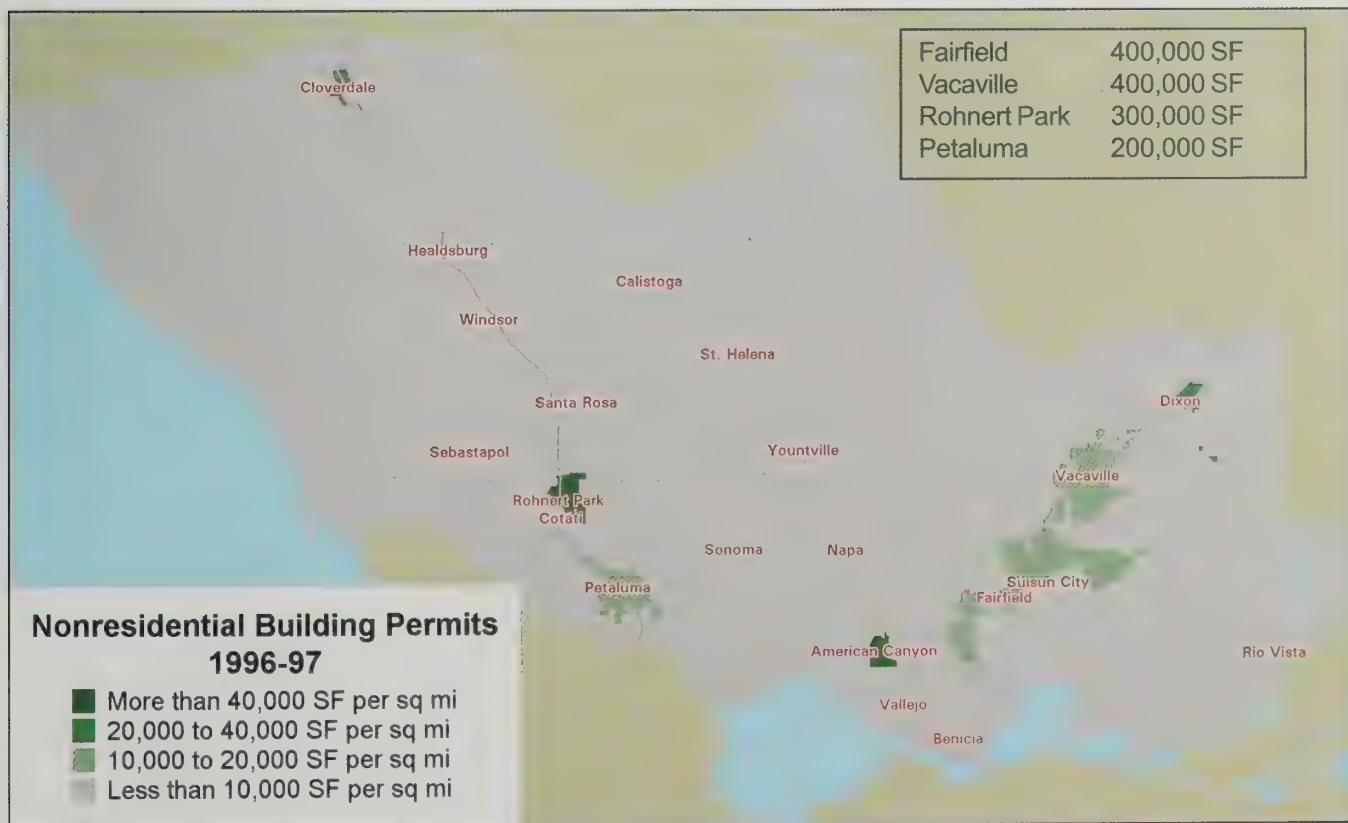 Fairfield 400,000 SF
Vacaville 400,000 SF
Rohnert Park 300,000 SF
Petaluma 200,000 SF
Cloverdale
Healdsburg
Calistoga
Windsor
St. Helena
Santa Rosa
Dixon
Sebastapol
Yountville
Vacaville
Rohnert Park
Cotati
Sonoma
Napa
Petaluma
Suisun City
Fairfield
American Canyon
Rio Vista
Vallejo
Benicia
Nonresidential Building Permits
1996-97
More than 40,000 SF per sq mi
20,000 to 40,000 SF per sq mi
10,000 to 20,000 SF per sq mi
Less than 10,000 SF per sq mi